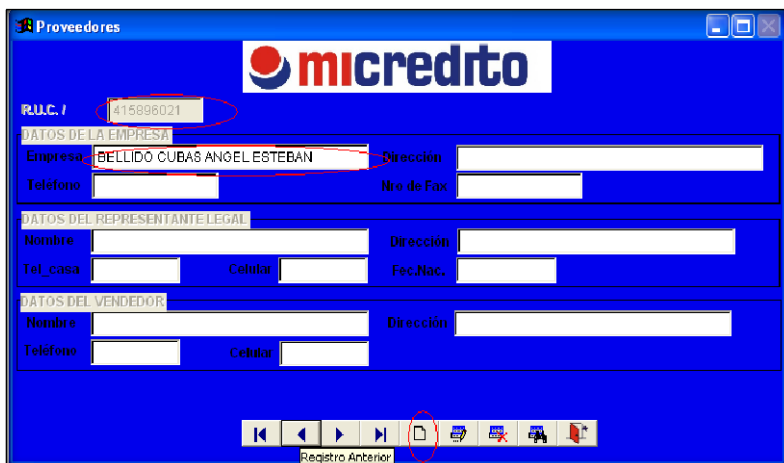 Proveedores
micredito
R.U.C. / 415896021
DATOS DE LA EMPRESA
Empresa BELLIDO CUBAS ANGEL ESTEBAN Dirección
Teléfono Nro de Fax
DATOS DEL REPRESENTANTE LEGAL
Nombre Dirección
Tel_casa Celular Fec.Nac.
DATOS DEL VENDEDOR
Nombre Dirección
Teléfono Celular
Registro Anterior